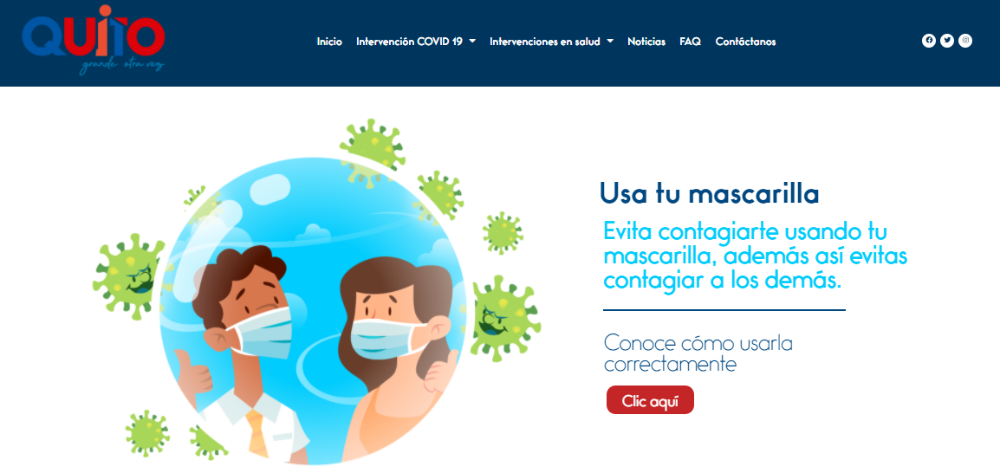 QUITO
grande otra vez
Inicio
Intervención COVID 19
Intervenciones en salud
Noticias
FAQ
Contáctanos
Usa tu mascarilla
Evita contagiarte usando tu
mascarilla, además así evitas
contagiar a los demás.
Conoce cómo usarla
correctamente
Clic aquí